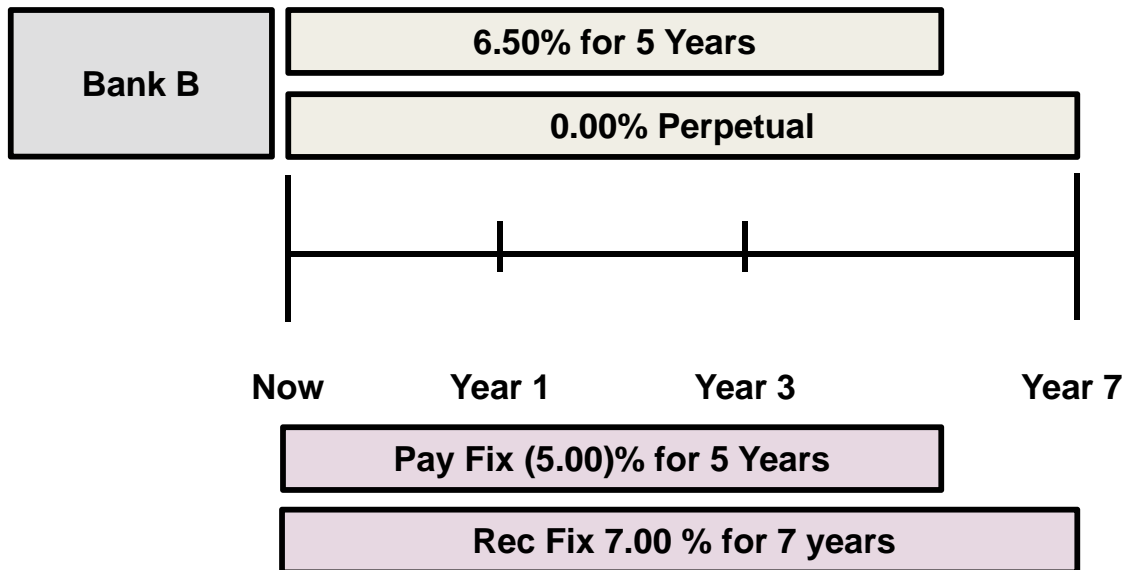 6.50% for 5 Years
Bank B
0.00% Perpetual
Now Year 1 Year 3 Year 7
Pay Fix (5.00)% for 5 Years
Rec Fix 7.00 % for 7 years